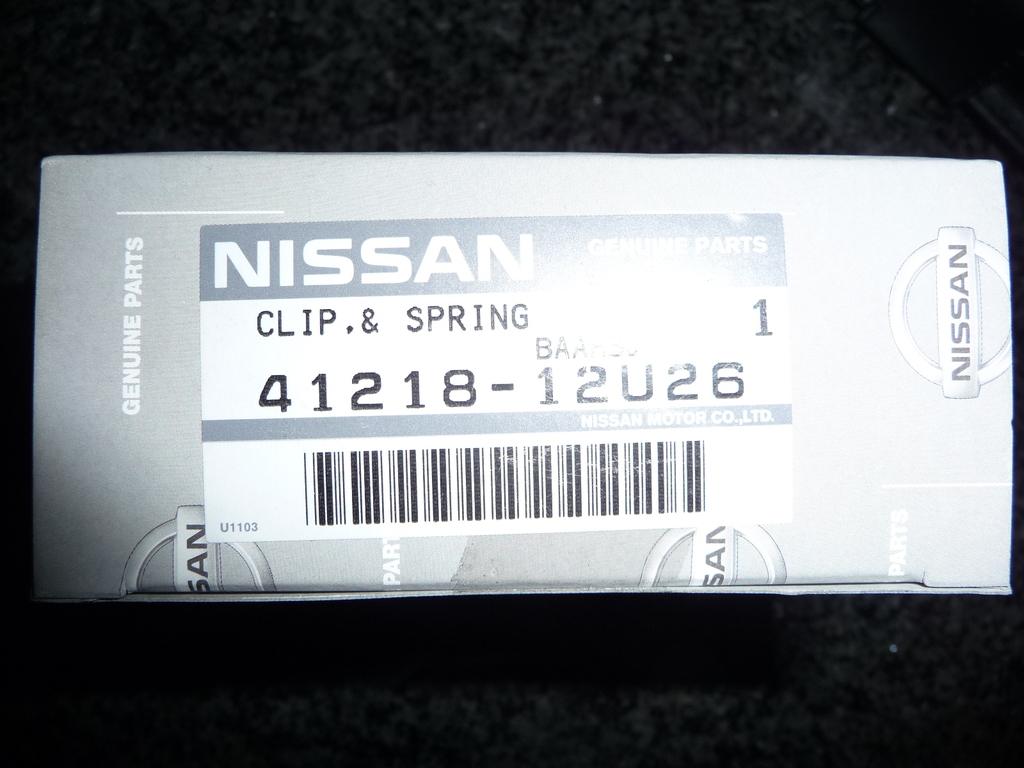 GENUINE PARTS
NISSAN GENUINE PARTS
CLIP.& SPRING 1
41218-12U26
NISSAN MOTOR CO.,LTD.
U1103
NISSAN
SAN
PART
SAN
PARTS